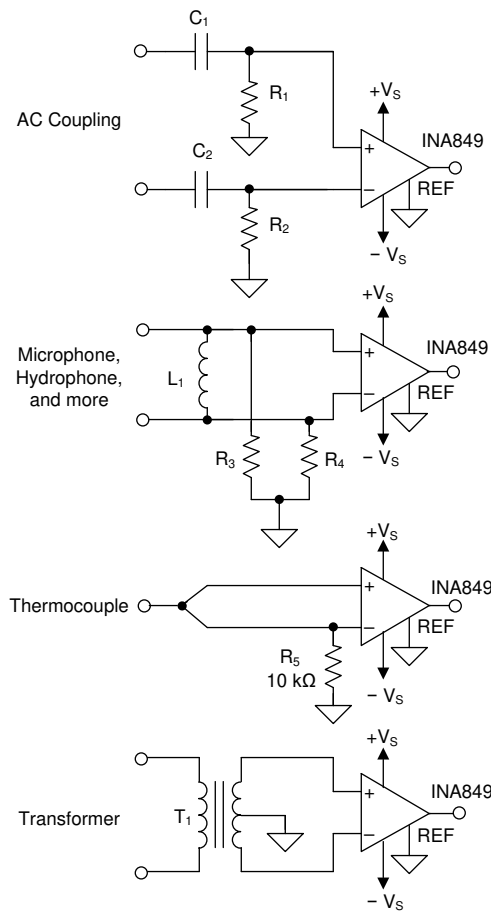 C1
R1
AC Coupling
+VS
INA849
+
−
REF
− VS
C2
R2
+VS
INA849
Microphone,
Hydrophone,
and more
L1
+
−
REF
− VS
R3
R4
+VS
INA849
Thermocouple
+
−
REF
R5
10 kΩ
− VS
+VS
INA849
Transformer
T1
+
−
REF
− VS